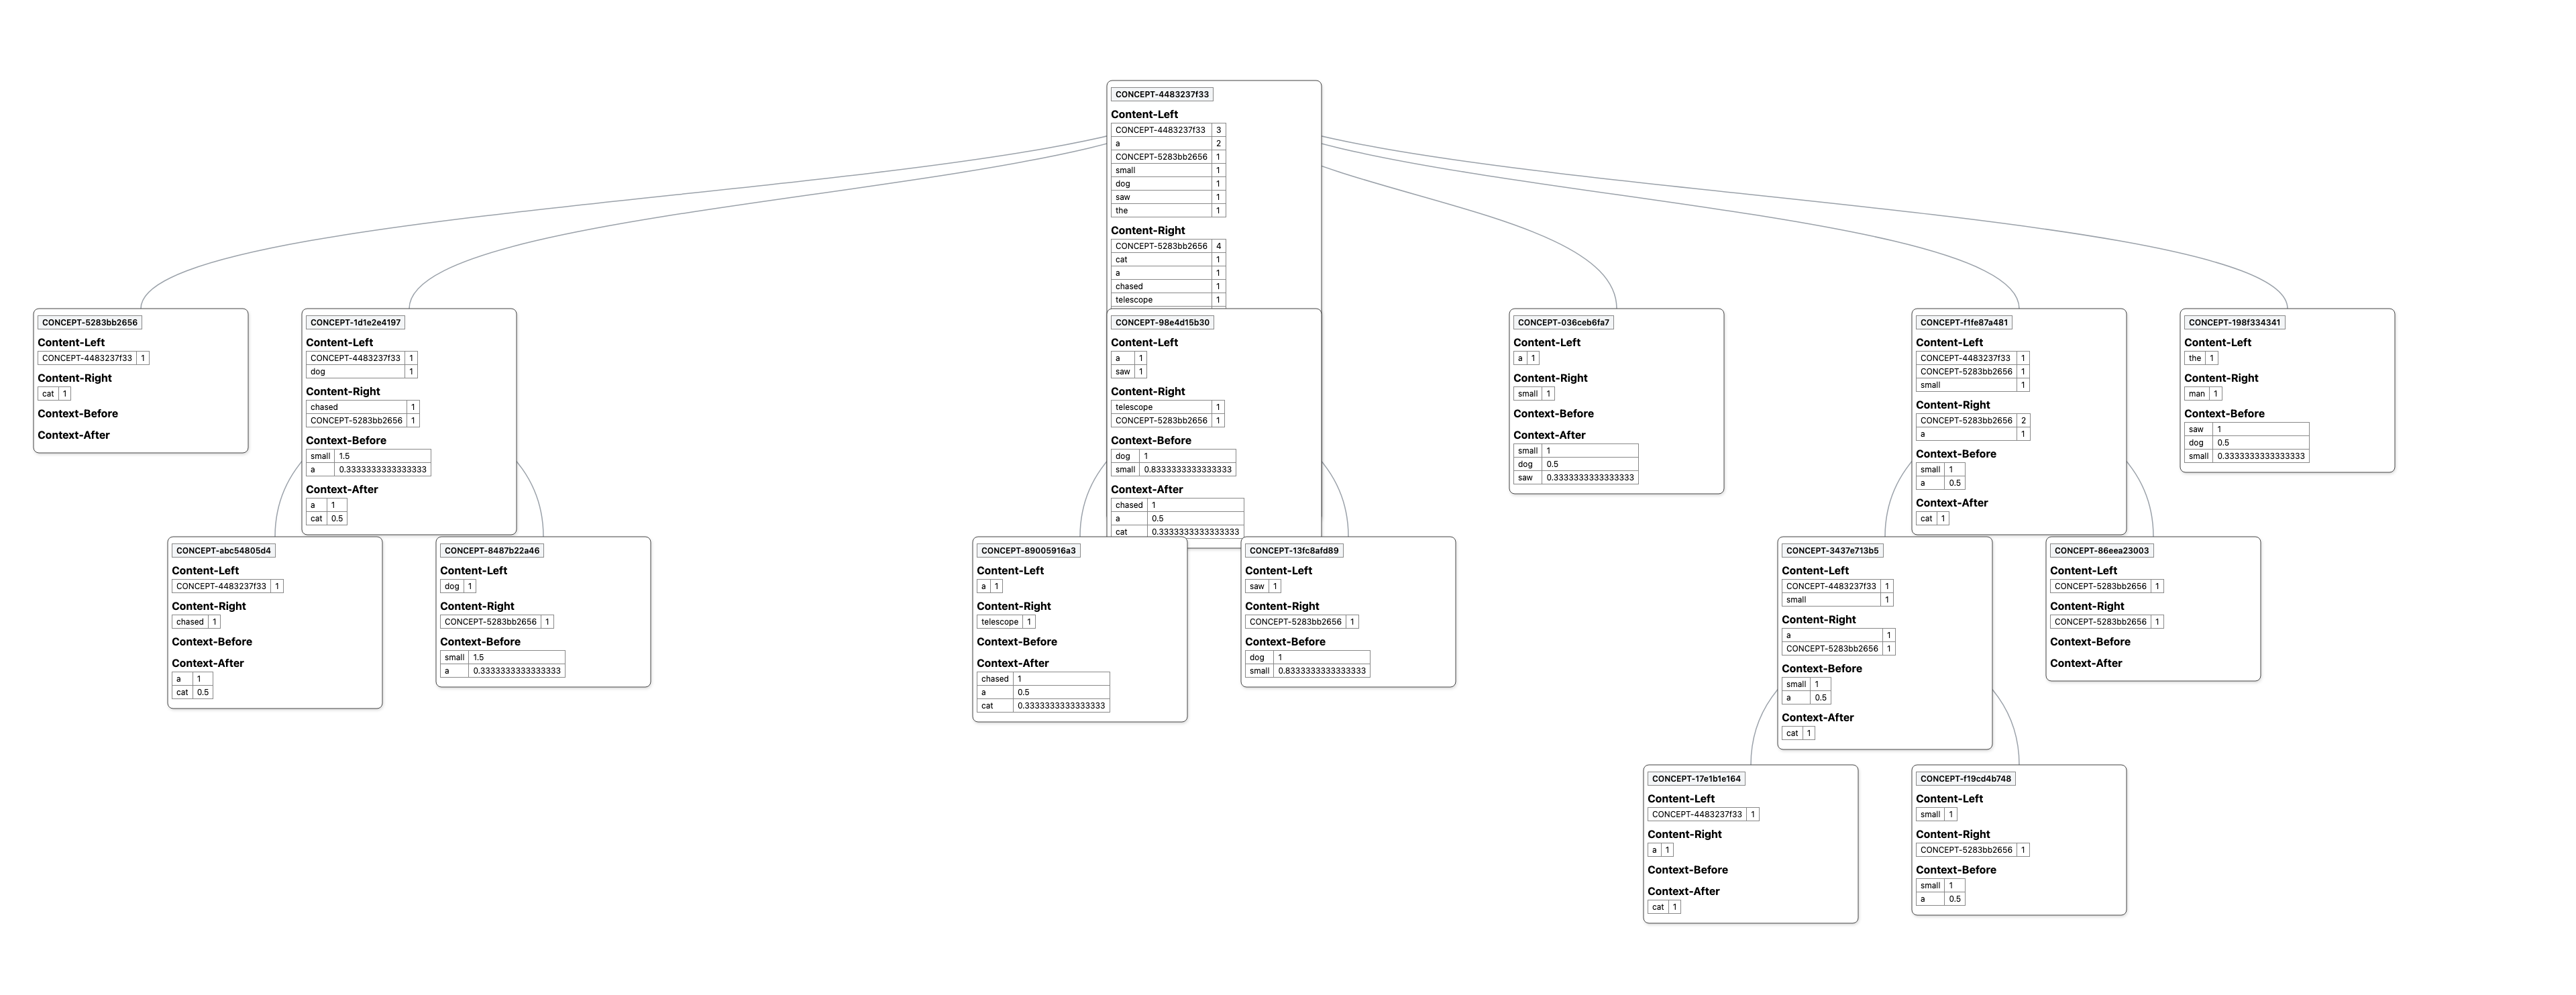 CONCEPT-4483237f33
Content-Left
CONCEPT-4483237f33 3
a 2
CONCEPT-5283bb2656 1
small 1
dog 1
saw 1
the 1
Content-Right
CONCEPT-5283bb2656 4
cat 1
a 1
chased 1
telescope 1
CONCEPT-5283bb2656
Content-Left
CONCEPT-4483237f33 1
Content-Right
cat 1
Context-Before
Context-After
CONCEPT-1d1e2e4197
Content-Left
CONCEPT-4483237f33 1
dog 1
Content-Right
chased 1
CONCEPT-5283bb2656 1
Context-Before
small 1.5
a 0.3333333333333333
Context-After
a 1
cat 0.5
CONCEPT-98e4d15b30
Content-Left
a 1
saw 1
Content-Right
telescope 1
CONCEPT-5283bb2656 1
Context-Before
dog 1
small 0.8333333333333333
Context-After
chased 1
a 0.5
cat 0.3333333333333333
CONCEPT-036ceb6fa7
Content-Left
a 1
Content-Right
small 1
Context-Before
Context-After
small 1
dog 0.5
saw 0.3333333333333333
CONCEPT-f1fe87a481
Content-Left
CONCEPT-4483237f33 1
CONCEPT-5283bb2656 1
small 1
Content-Right
CONCEPT-5283bb2656 2
a 1
Context-Before
small 1
a 0.5
Context-After
cat 1
CONCEPT-198f334341
Content-Left
the 1
Content-Right
man 1
Context-Before
saw 1
dog 0.5
small 0.3333333333333333
CONCEPT-abc54805d4
Content-Left
CONCEPT-4483237f33 1
Content-Right
chased 1
Context-Before
Context-After
a 1
cat 0.5
CONCEPT-8487b22a46
Content-Left
dog 1
Content-Right
CONCEPT-5283bb2656 1
Context-Before
small 1.5
a 0.3333333333333333
CONCEPT-89005916a3
Content-Left
a 1
Content-Right
telescope 1
Context-Before
Context-After
chased 1
a 0.5
cat 0.3333333333333333
CONCEPT-13fc8afd89
Content-Left
saw 1
Content-Right
CONCEPT-5283bb2656 1
Context-Before
dog 1
small 0.8333333333333333
CONCEPT-3437e713b5
Content-Left
CONCEPT-4483237f33 1
small 1
Content-Right
a 1
CONCEPT-5283bb2656 1
Context-Before
small 1
a 0.5
Context-After
cat 1
CONCEPT-86eea23003
Content-Left
CONCEPT-5283bb2656 1
Content-Right
CONCEPT-5283bb2656 1
Context-Before
Context-After
CONCEPT-17e1b1e164
Content-Left
CONCEPT-4483237f33 1
Content-Right
a 1
Context-Before
Context-After
cat 1
CONCEPT-f19cd4b748
Content-Left
small 1
Content-Right
CONCEPT-5283bb2656 1
Context-Before
small 1
a 0.5